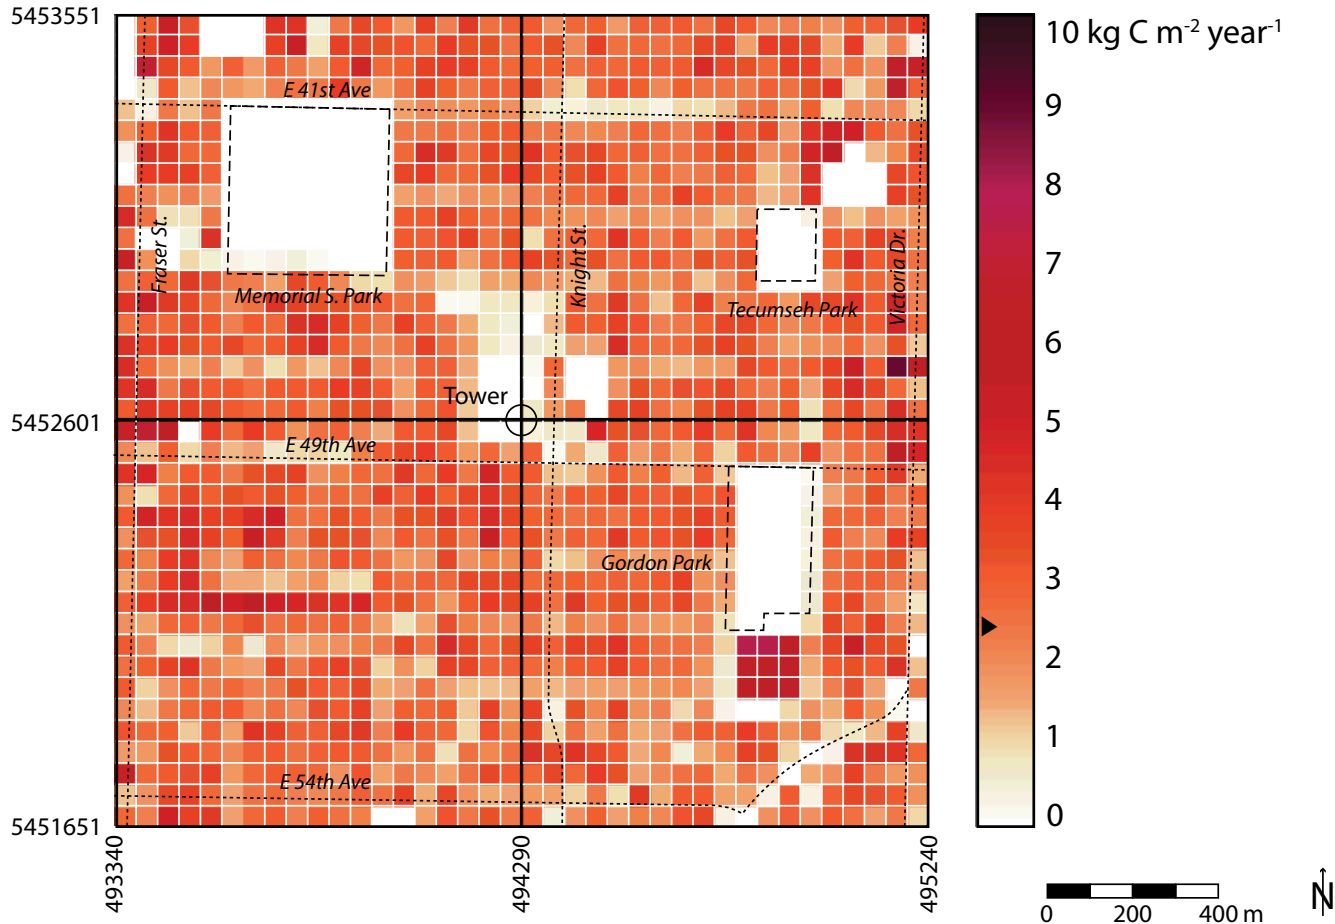 5453551
10 kg C m-2 year-1
E 41st Ave
9
8
Fraser St.
Knight St.
Victoria Dr.
7
Memorial S. Park
Tecumseh Park
6
Tower
5452601
5
E 49th Ave
4
Gordon Park
3
2
1
E 54th Ave
0
5451651
493340
494290
495240
0 200 400 m
N